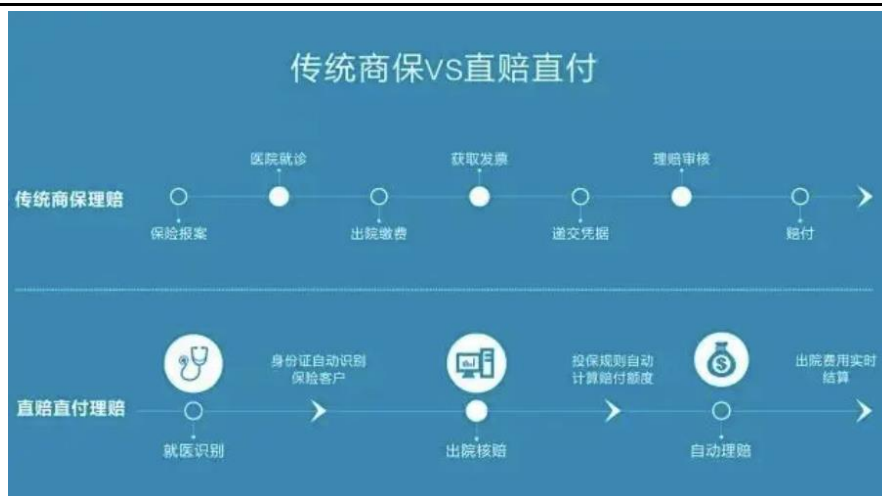 传统商保VS直赔直付
医院就诊
获取发票
理赔审核
传统商保理赔
保险报案
出院缴费
递交凭据
赔付
身份证自动识别
保险客户
投保规则自动
计算赔付额度
出院费用实时
结算
直赔直付理赔
就医识别
出院核赔
自动理赔